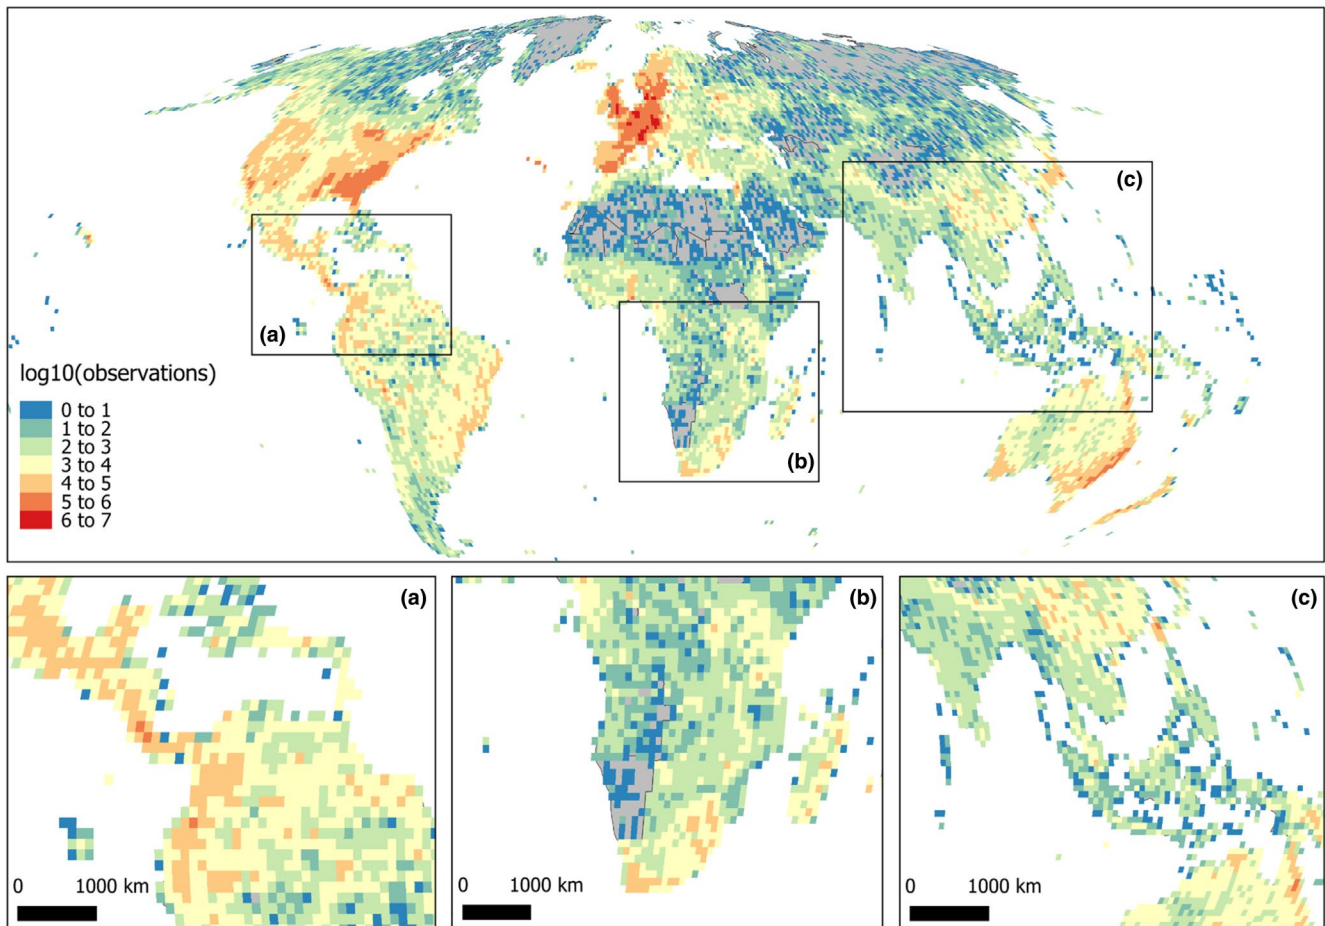 (c)
(a)
(b)
log10(observations)
0 to 1
1 to 2
2 to 3
3 to 4
4 to 5
5 to 6
6 to 7
(a)
0 1000 km
(b)
0 1000 km
(c)
0 1000 km